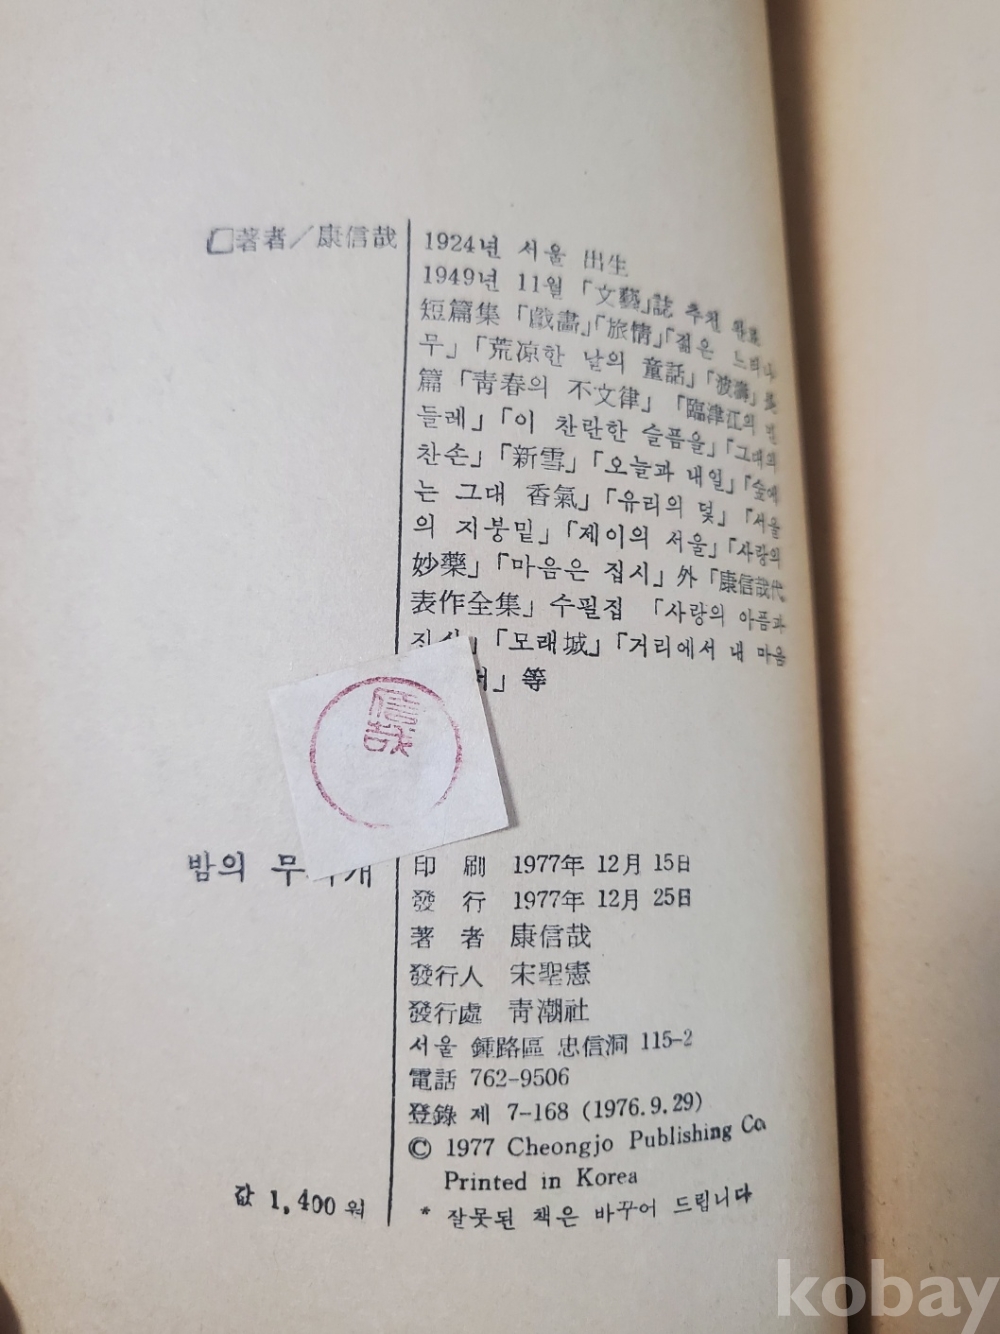 著者/康信哉
1924년 서울 出生
1949년 11월 「文藝」誌 추천 완료
短篇集 「戱畵」「旅情」「젊은 느티나
무」「荒凉한 날의 童話」「波濤」長
篇 「靑春의 不文律」 「臨津江의 민
들레」「이 찬란한 슬픔을」「그대의
찬손」「新雪」「오늘과 내일」「숲에
는 그대 香氣」「유리의 덫」「서울
의 지붕밑」「제이의 서울」「사랑의
妙藥」「마음은 집시」外「康信哉代
表作全集」수필집 「사랑의 아픔과
「모래城」「거리에서 내 마음
」等
信哉
밤의
印刷 1977年 12月 15日
發行 1977年 12月 25日
著者 康信哉
發行人 宋聖憲
發行處 靑潮社
서울 鍾路區 忠信洞 115-2
電話 762-9506
登錄 제 7-168 (1976.9.29)
© 1977 Cheongjo Publishing Co.
Printed in Korea
값 1,400원
* 잘못된 책은 바꾸어 드립니다
kobay